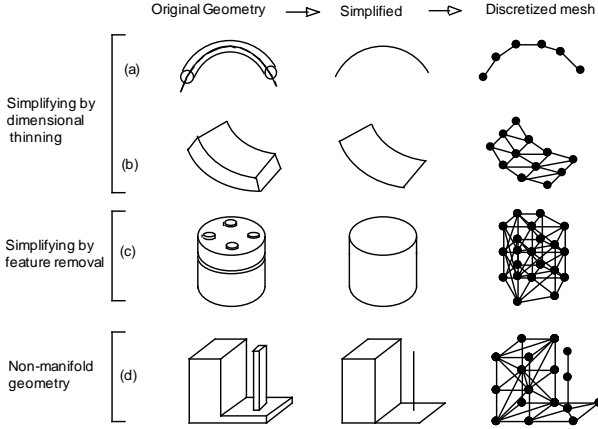 Original Geometry
Simplified
Discretized mesh
(a)
Simplifying by
dimensional
thinning
(b)
Simplifying by
feature removal
(c)
Non-manifold
geometry
(d)